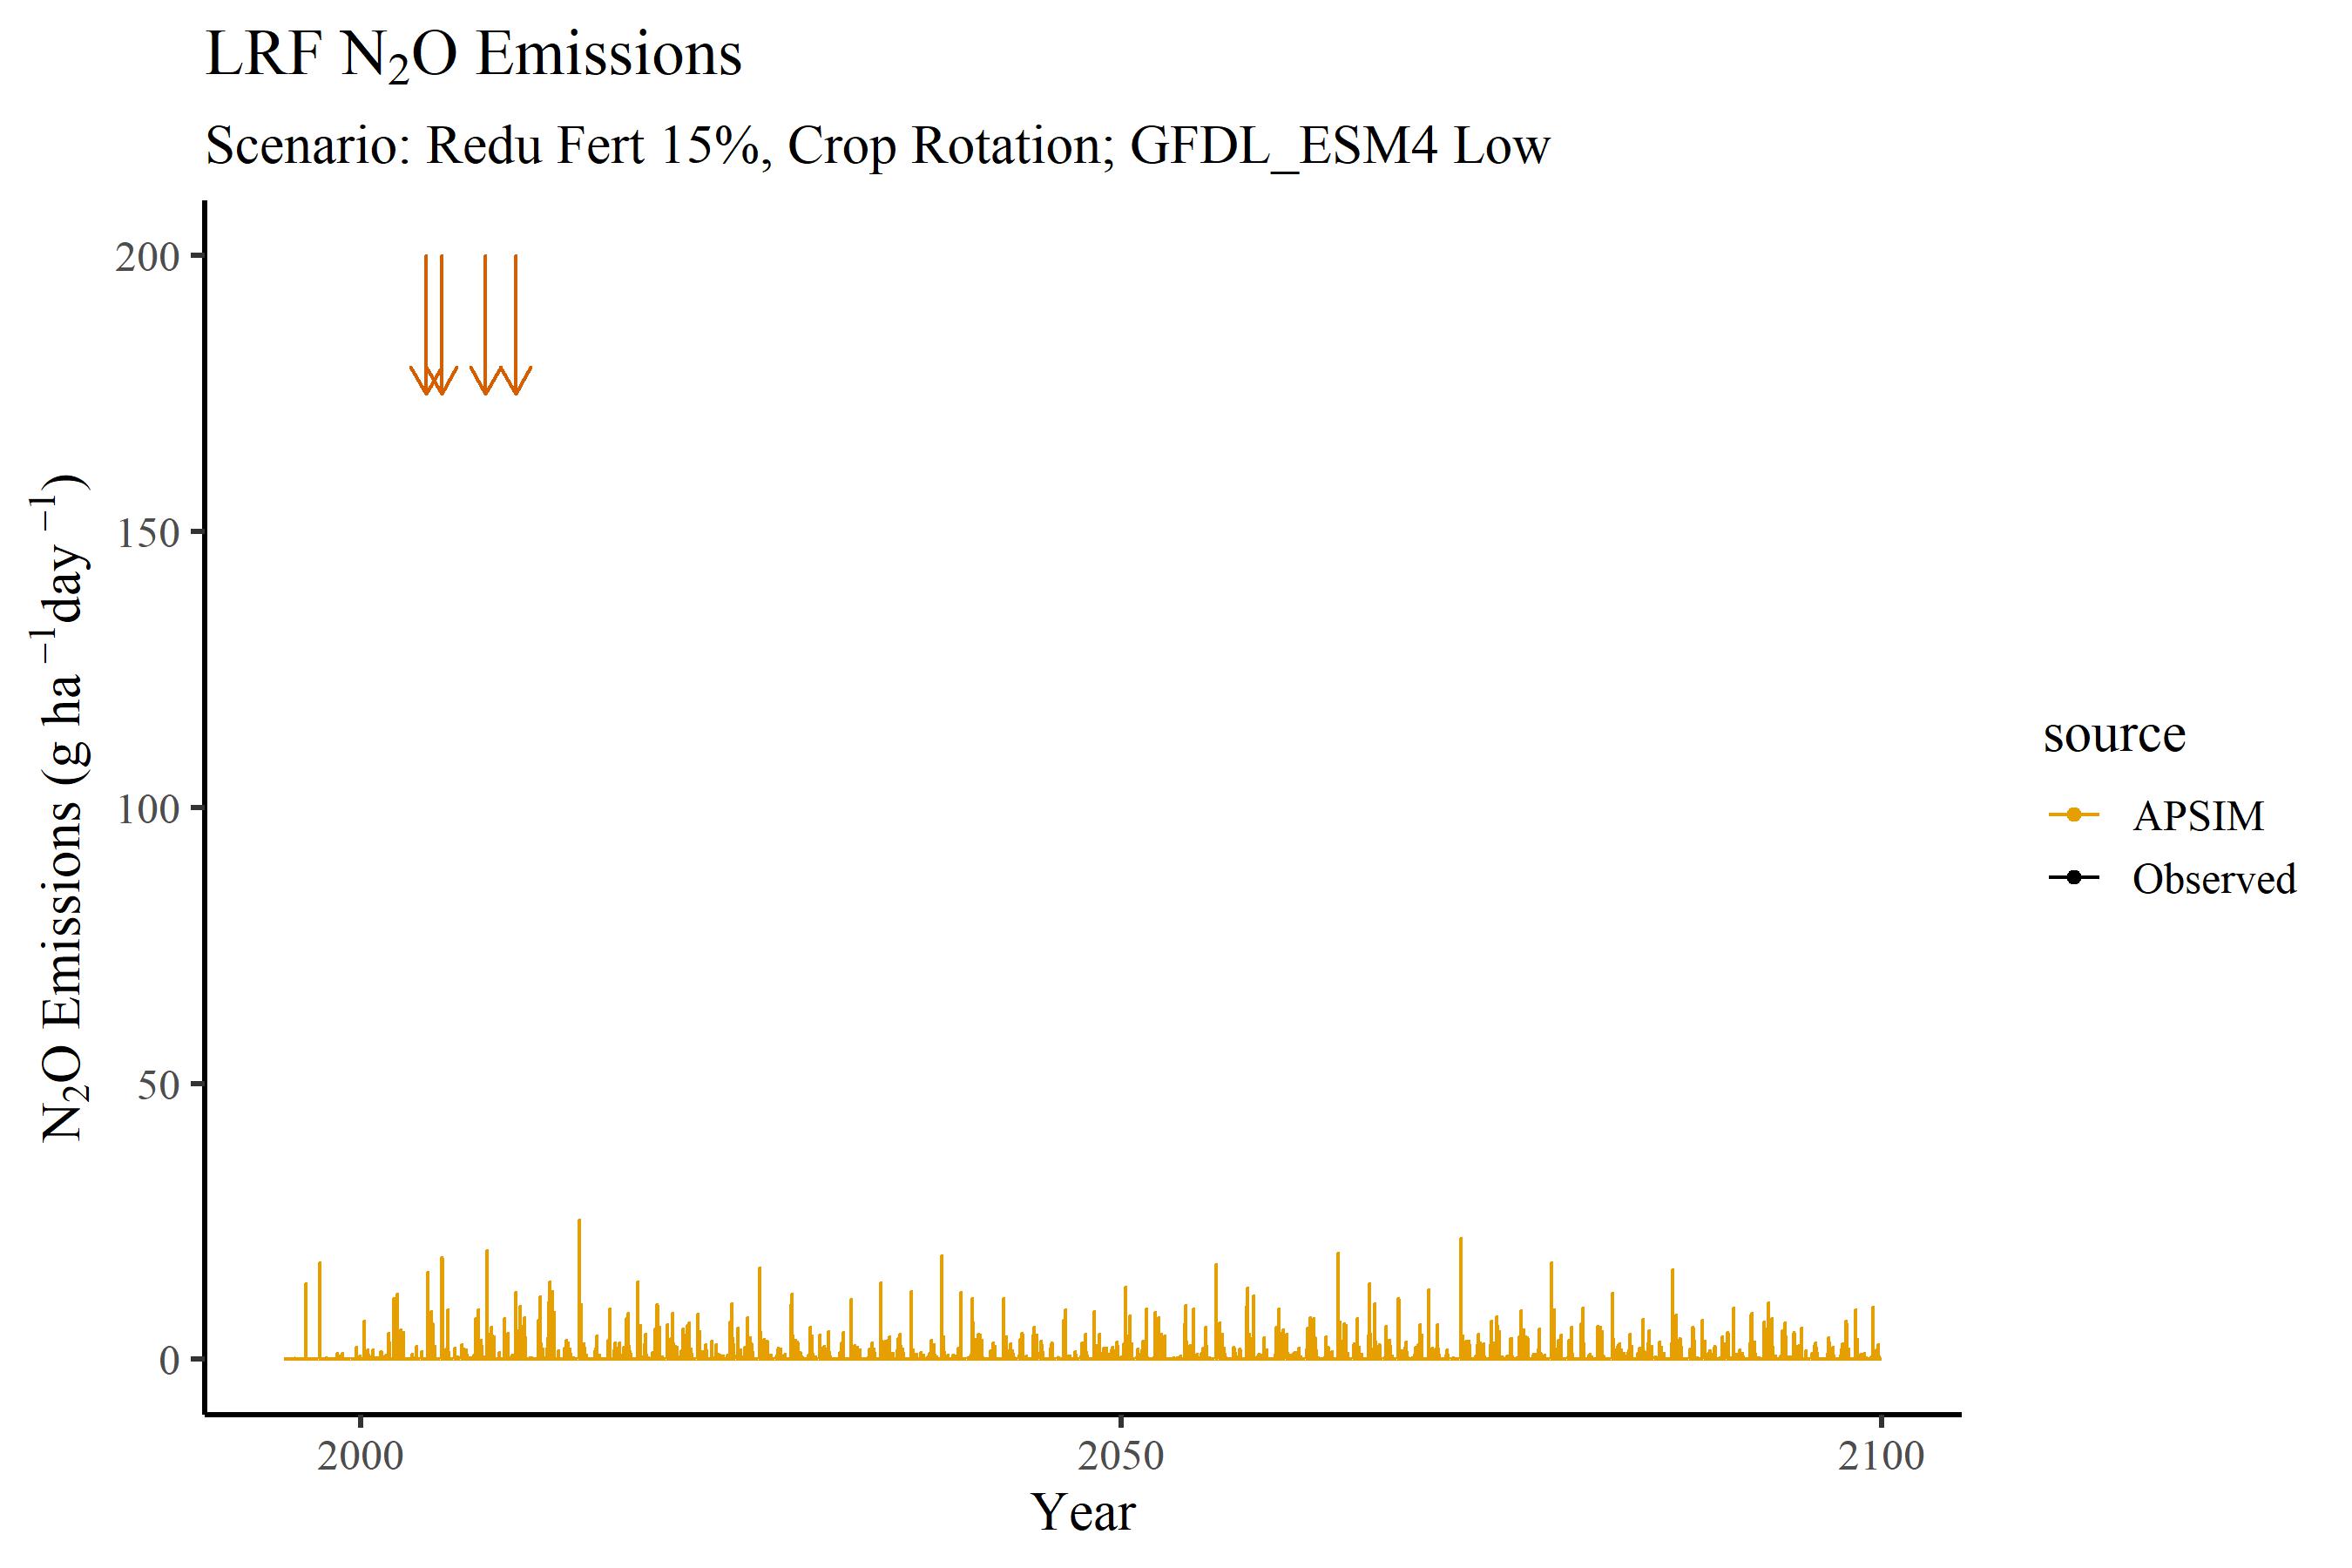 LRF N₂O Emissions
Scenario: Redu Fert 15%, Crop Rotation; GFDL_ESM4 Low
N₂O Emissions (g ha ⁻¹day ⁻¹)
200
150
100
50
0
2000 2050 2100
Year
source
APSIM
Observed